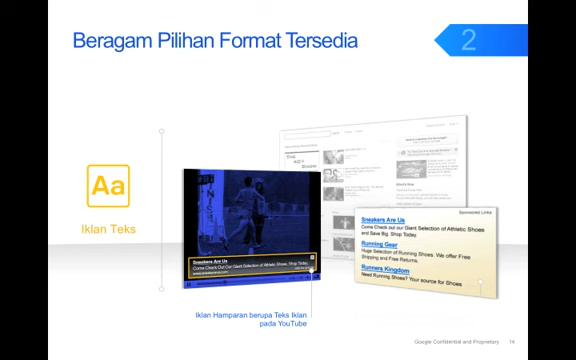 Beragam Pilihan Format Tersedia
2
Aa
Iklan Teks
Sneakers Are Us
Come Check Out Our Giant Selection of Athletic Shoes, Shop Today.
Iklan Hamparan berupa Teks Iklan
pada YouTube
Sponsored Links
Sneakers Are Us
Come out our Giant Selection of Athletic Shoes
and Save Big. Shop Today.
Running Gear
Huge Selection of Running Shoes. We offer Free
Shipping and Free Returns.
Runners Kingdom
Need Running Shoes? Your source for Shoes
Google Confidential and Proprietary
14